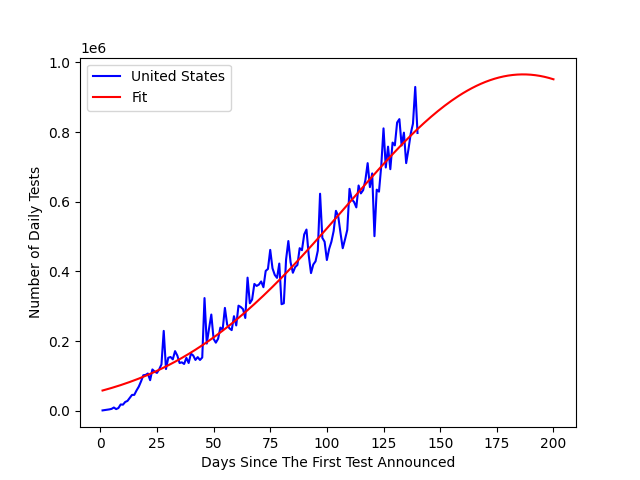 1e6
United States
Fit
1.0
0.8
0.6
0.4
0.2
0.0
Number of Daily Tests
0 25 50 75 100 125 150 175 200
Days Since The First Test Announced